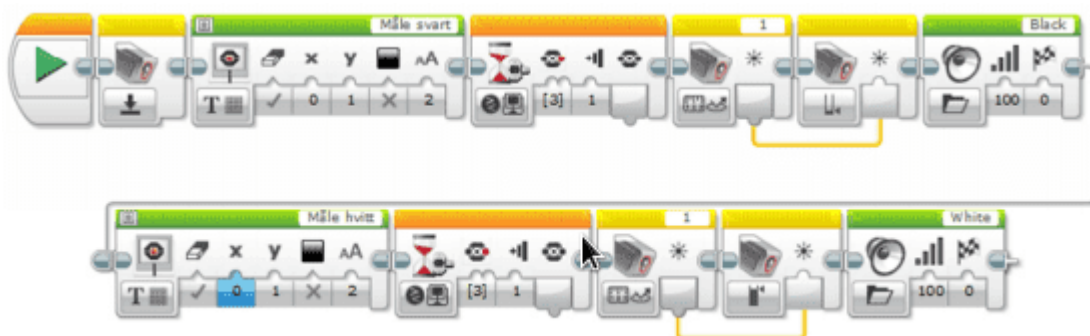 Måle svart 1 Black
x y AA
T 0 1 2 [3] 1 100 0
Måle hvitt 1 White
x y AA
T 0 1 2 [3] 1 100 0